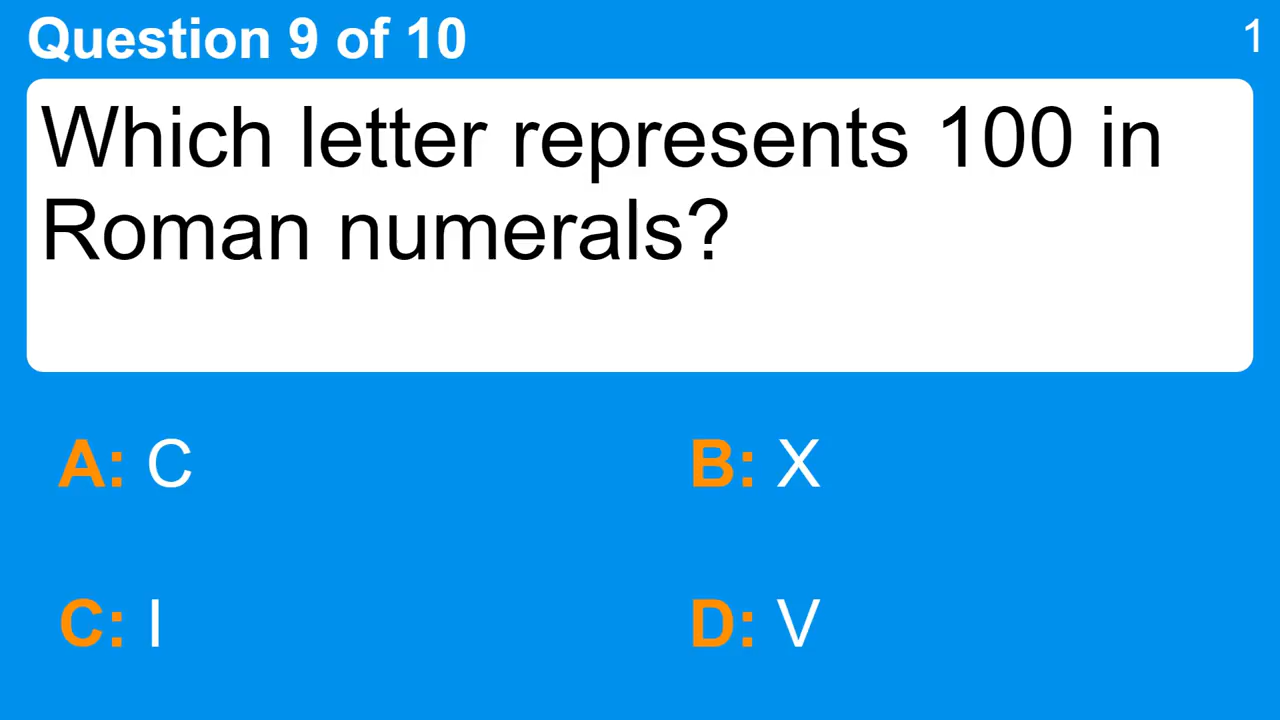 Question 9 of 10
1
Which letter represents 100 in
Roman numerals?
A: C
B: X
C: I
D: V